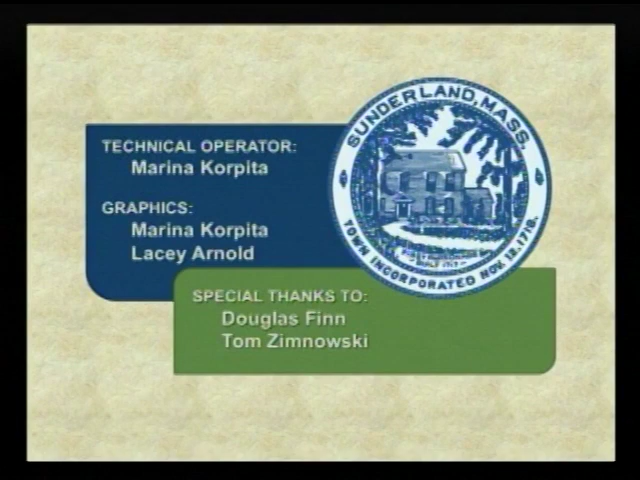 TECHNICAL OPERATOR:
Marina Korpita
GRAPHICS:
Marina Korpita
Lacey Arnold
SPECIAL THANKS TO:
Douglas Finn
Tom Zimnowski
SUNDERLAND, MASS.
TOWN INCORPORATED NOV. 12, 1718.